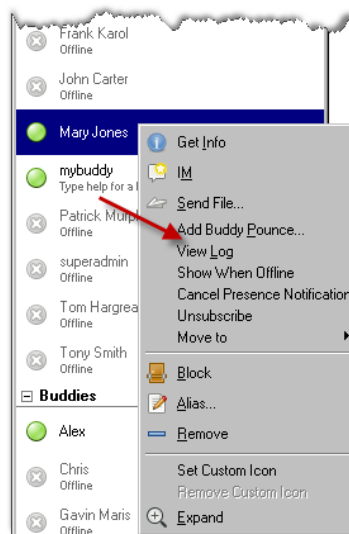 Frank Karol
Offline
John Carter
Offline
Mary Jones
mybuddy
Type help for a l
Patrick Murp
Offline
superadmin
Offline
Tom Hargrea
Offline
Tony Smith
Offline
Buddies
Alex
Chris
Offline
Gavin Maris
Offline
Get Info
IM
Send File...
Add Buddy Pounce...
View Log
Show When Offline
Cancel Presence Notification
Unsubscribe
Move to
Block
Alias...
Remove
Set Custom Icon
Remove Custom Icon
Expand